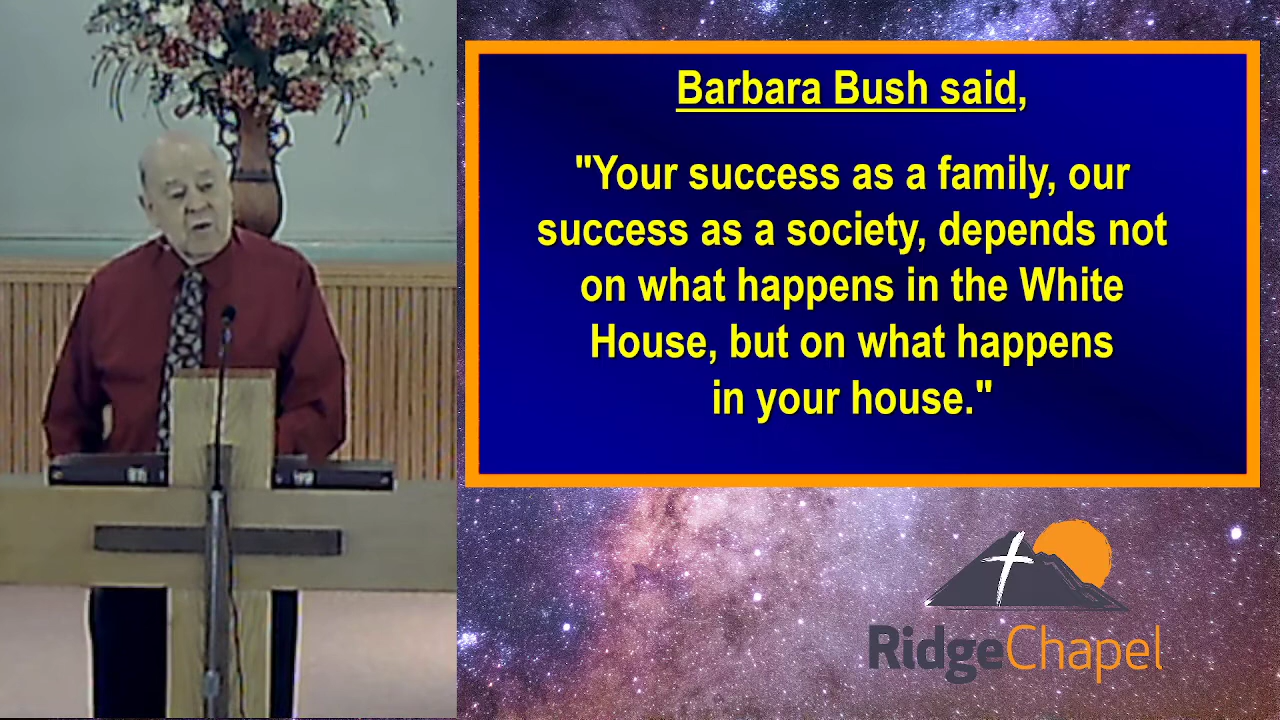 Barbara Bush said,
"Your success as a family, our
success as a society, depends not
on what happens in the White
House, but on what happens
in your house."
RidgeChapel